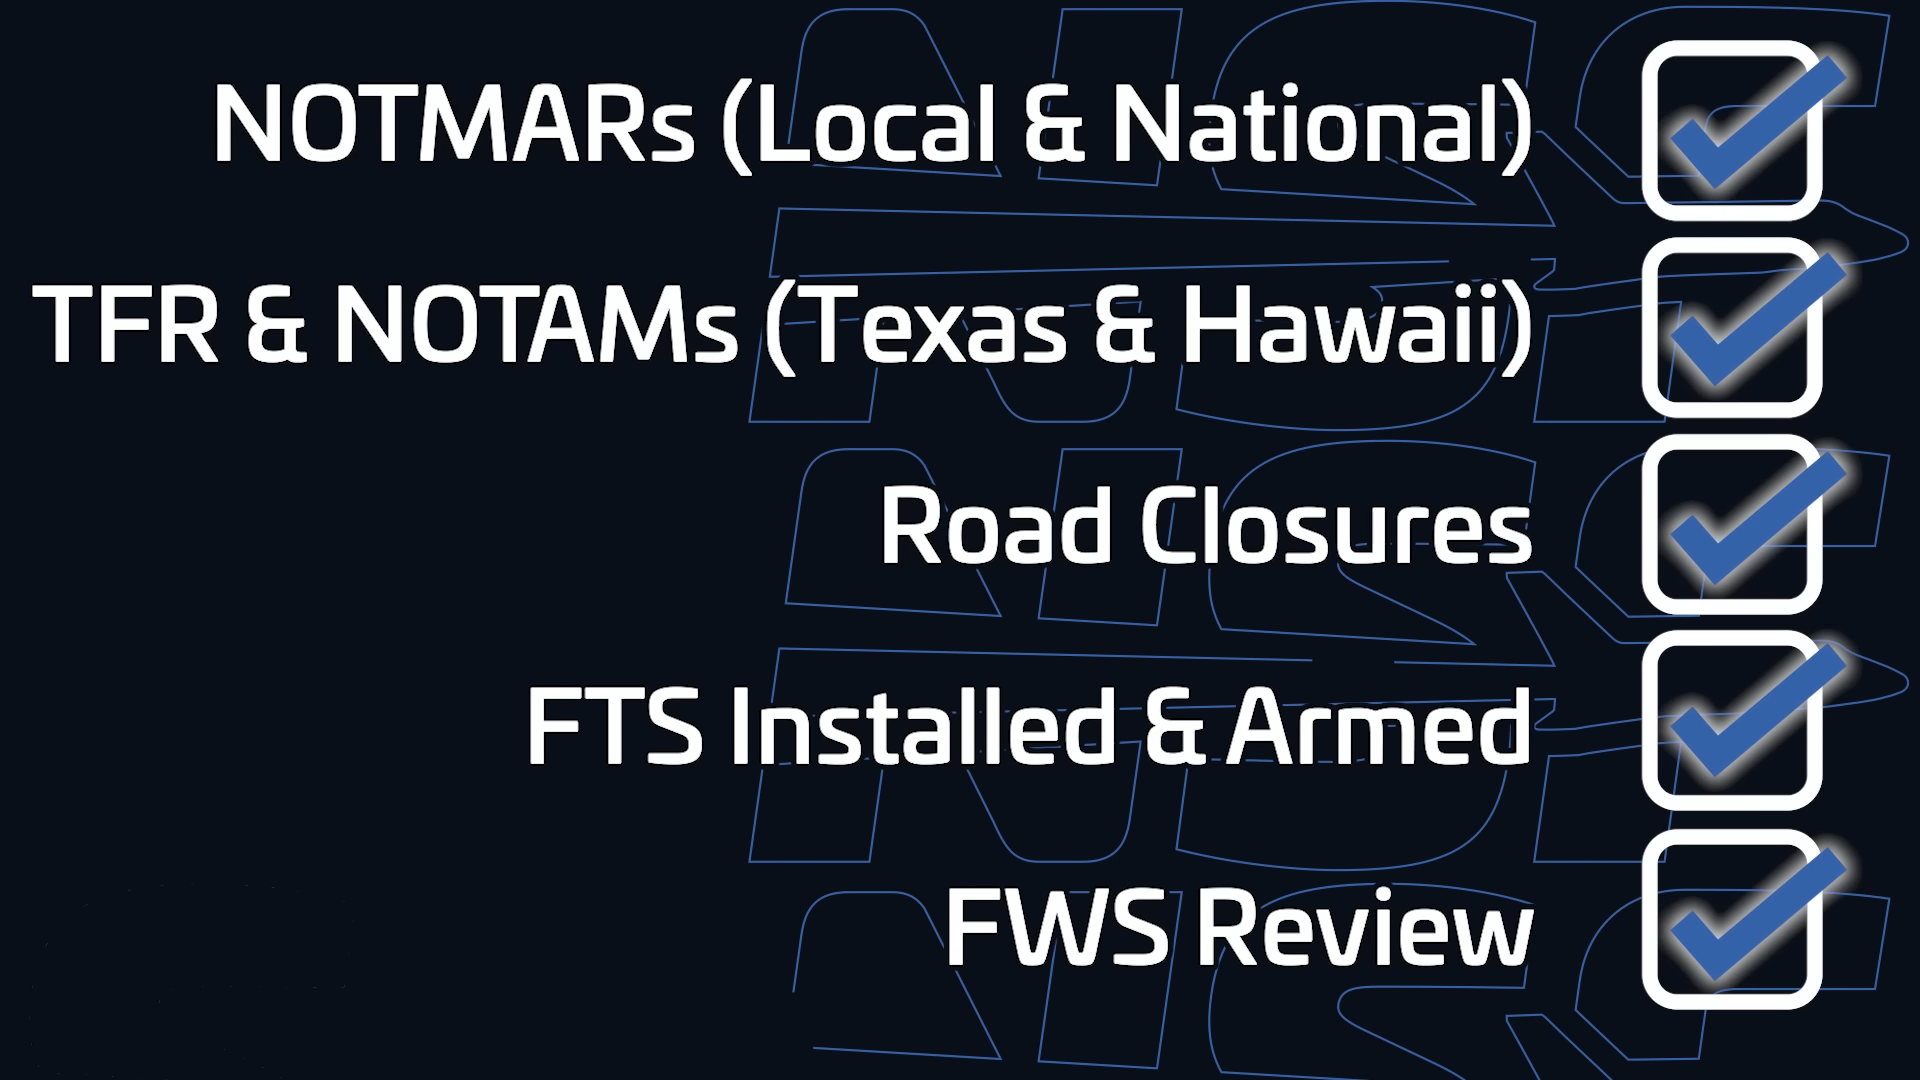 NOTMARs (Local & National)
TFR & NOTAMs (Texas & Hawaii)
Road Closures
FTS Installed & Armed
FWS Review